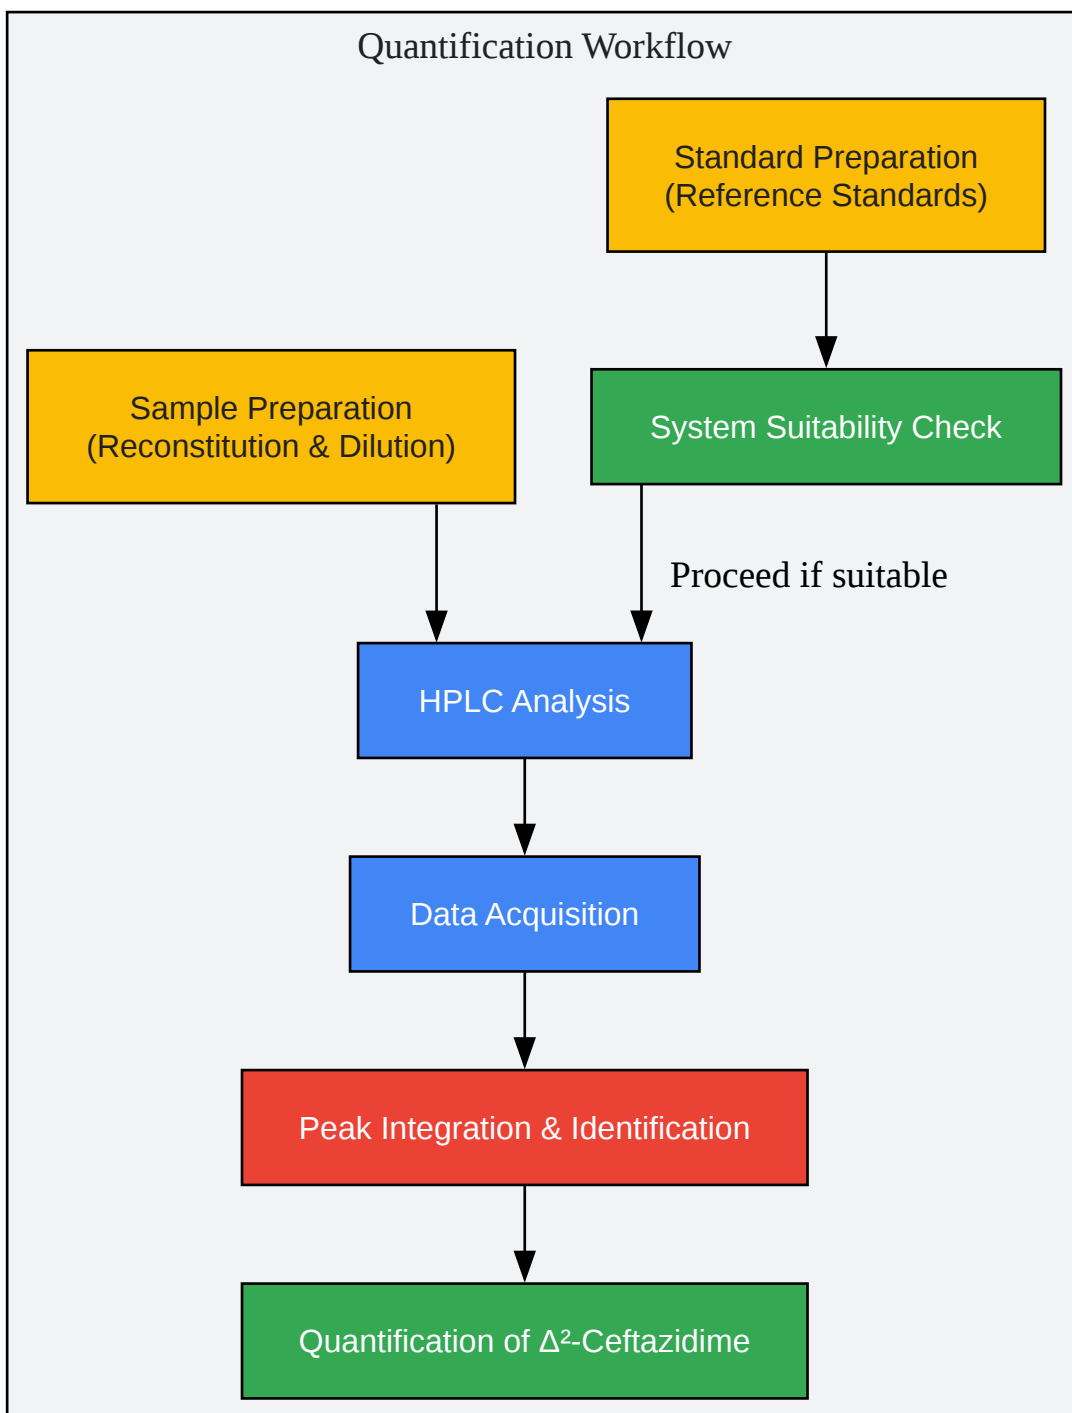 Quantification Workflow
Standard Preparation
(Reference Standards)
Sample Preparation
(Reconstitution & Dilution)
System Suitability Check
Proceed if suitable
HPLC Analysis
Data Acquisition
Peak Integration & Identification
Quantification of Δ²-Ceftazidime